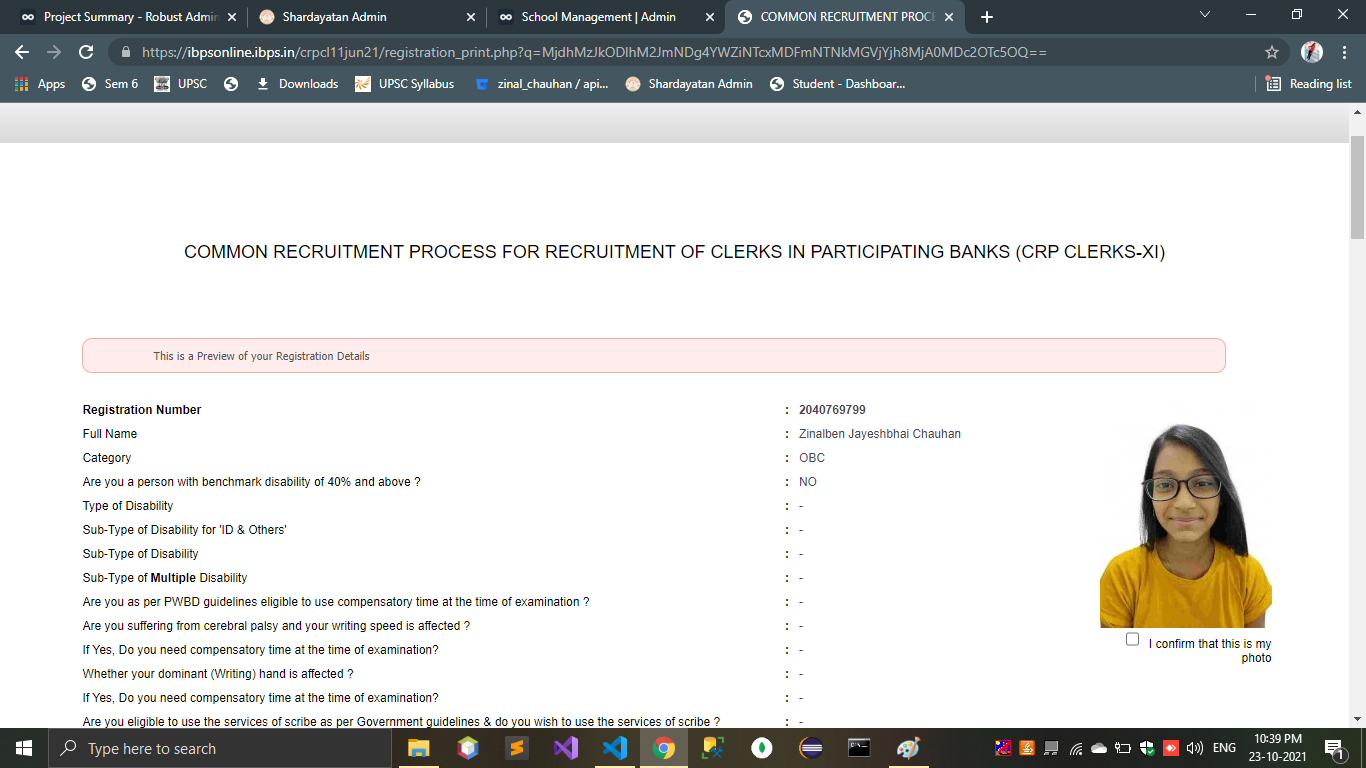 Project Summary - Robust Admin
Shardayatan Admin
School Management | Admin
COMMON RECRUITMENT PROCE
https://ibpsonline.ibps.in/crpcl11jun21/registration_print.php?q=MjdhMzJkODlhM2JmNDg4YWZiNTcxMDFmNTNkMGVjYjh8MjA0MDc2OTc5OQ==
Apps
Sem 6
UPSC
Downloads
UPSC Syllabus
zinal_chauhan / api...
Shardayatan Admin
Student - Dashboar...
Reading list
COMMON RECRUITMENT PROCESS FOR RECRUITMENT OF CLERKS IN PARTICIPATING BANKS (CRP CLERKS-XI)
This is a Preview of your Registration Details
Registration Number : 2040769799
Full Name : Zinalben Jayeshbhai Chauhan
Category : OBC
Are you a person with benchmark disability of 40% and above ? : NO
Type of Disability : -
Sub-Type of Disability for 'ID & Others' : -
Sub-Type of Disability : -
Sub-Type of Multiple Disability : -
Are you as per PWBD guidelines eligible to use compensatory time at the time of examination ? : -
Are you suffering from cerebral palsy and your writing speed is affected ? : -
If Yes, Do you need compensatory time at the time of examination? : -
Whether your dominant (Writing) hand is affected ? : -
If Yes, Do you need compensatory time at the time of examination? : -
Are you eligible to use the services of scribe as per Government guidelines & do you wish to use the services of scribe ? : -
I confirm that this is my
photo
Type here to search
ENG
10:39 PM
23-10-2021
1